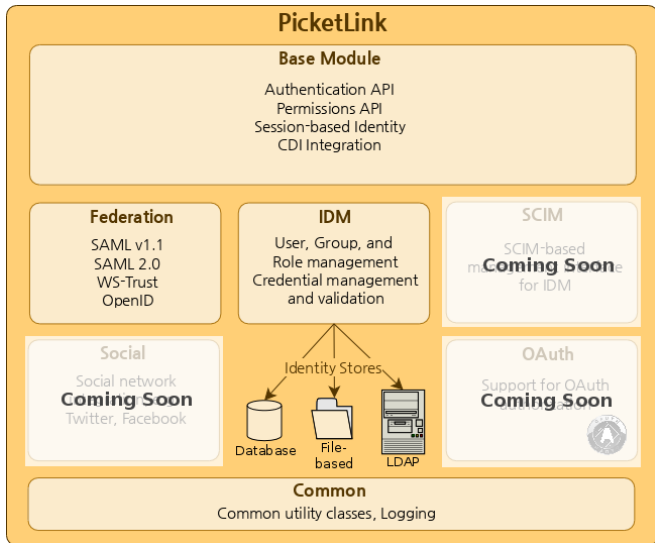 PicketLink
Base Module
Authentication API
Permissions API
Session-based Identity
CDI Integration
Federation
SAML v1.1
SAML 2.0
WS-Trust
OpenID
IDM
User, Group, and
Role management
Credential management
and validation
SCIM
SCIM-based
Coming Soon
for IDM
Social
Social network
Coming Soon
Twitter, Facebook
Identity Stores
Database
File-
based
LDAP
OAuth
Support for OAuth
Coming Soon
Common
Common utility classes, Logging